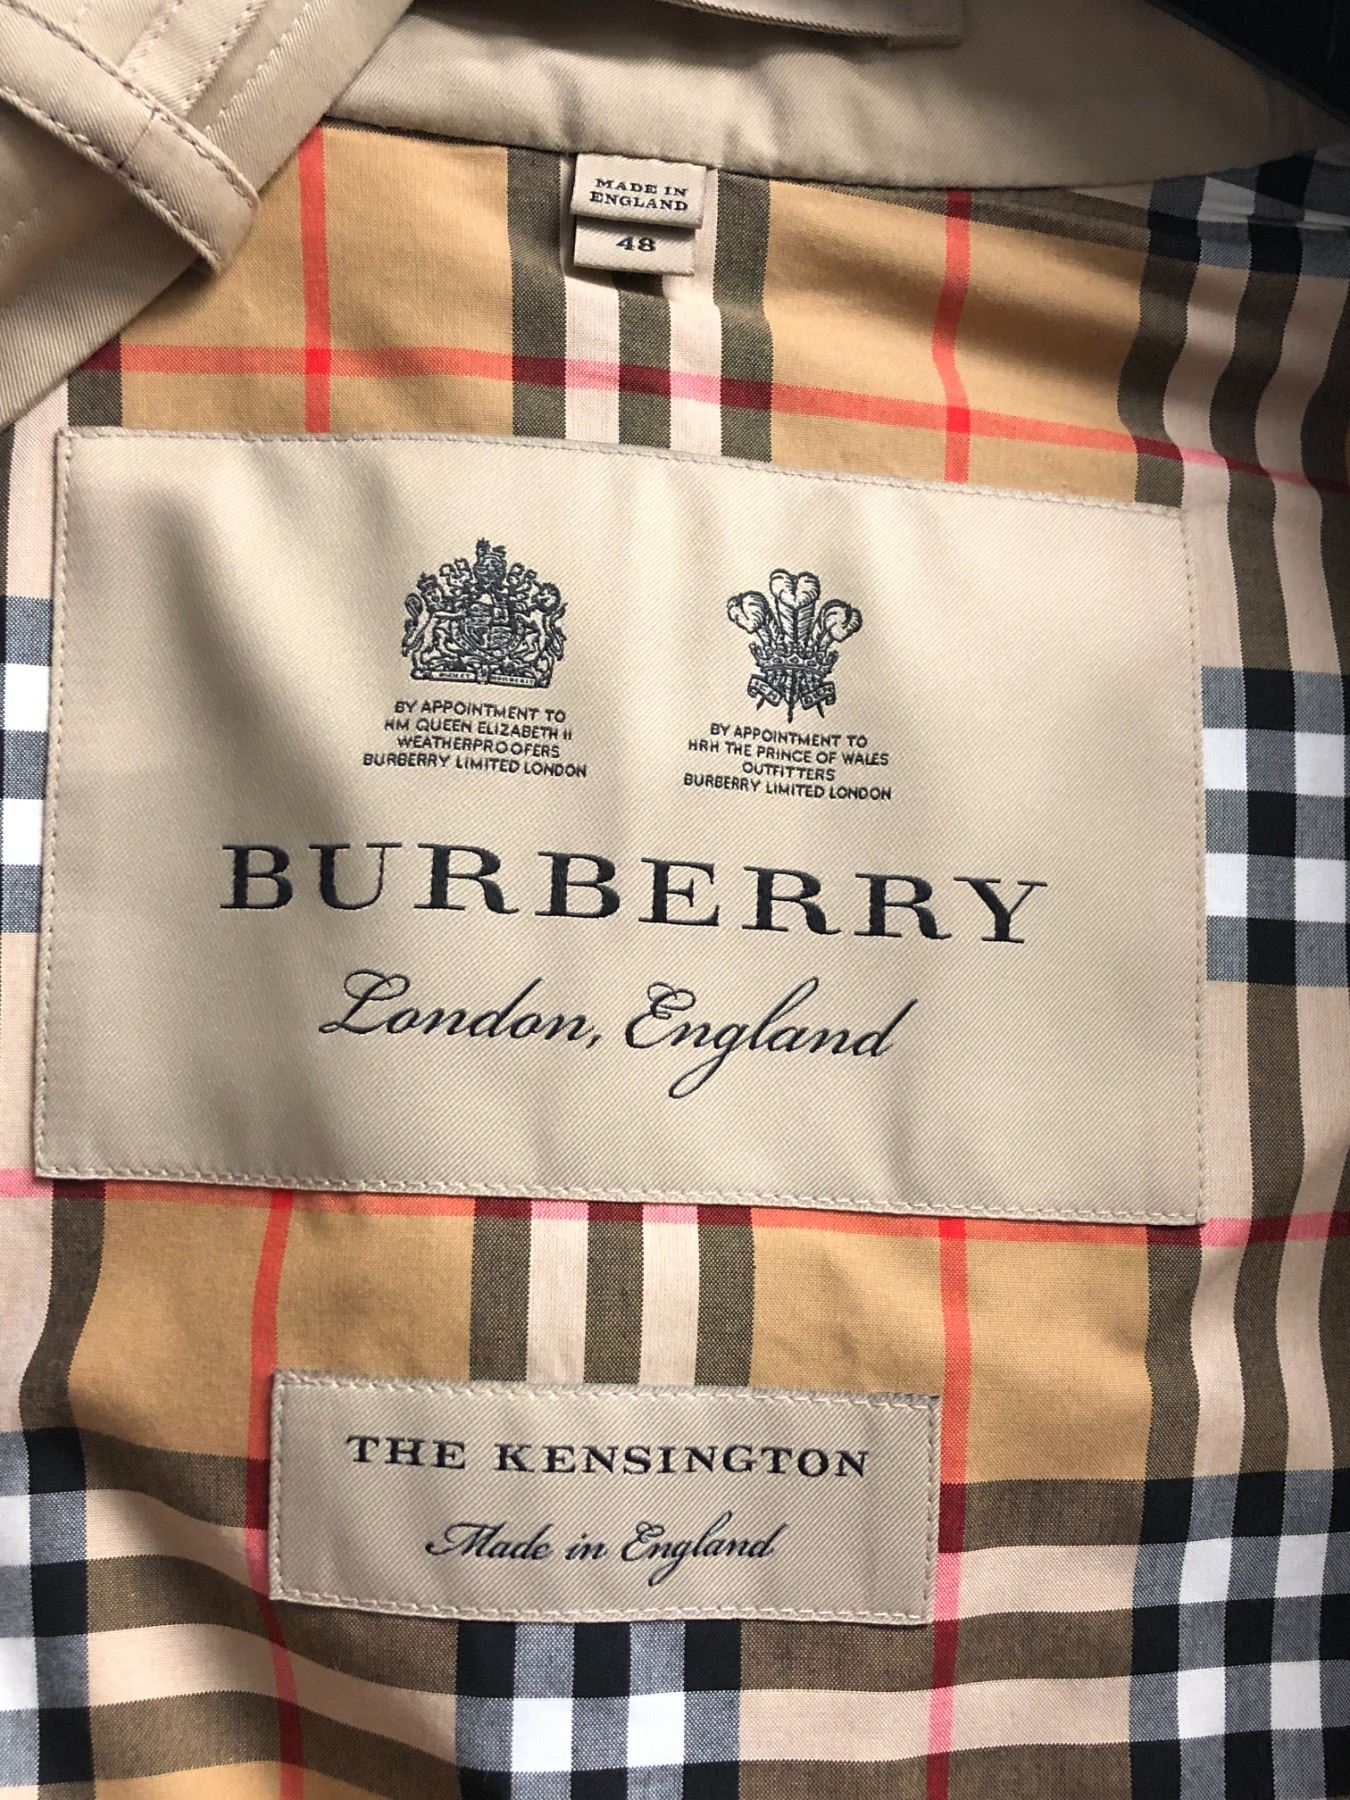 MADE IN
ENGLAND
48
BY APPOINTMENT TO
HM QUEEN ELIZABETH II
WEATHERPROOFERS
BURBERRY LIMITED LONDON
BY APPOINTMENT TO
HRH THE PRINCE OF WALES
OUTFITTERS
BURBERRY LIMITED LONDON
BURBERRY
London, England
THE KENSINGTON
Made in England